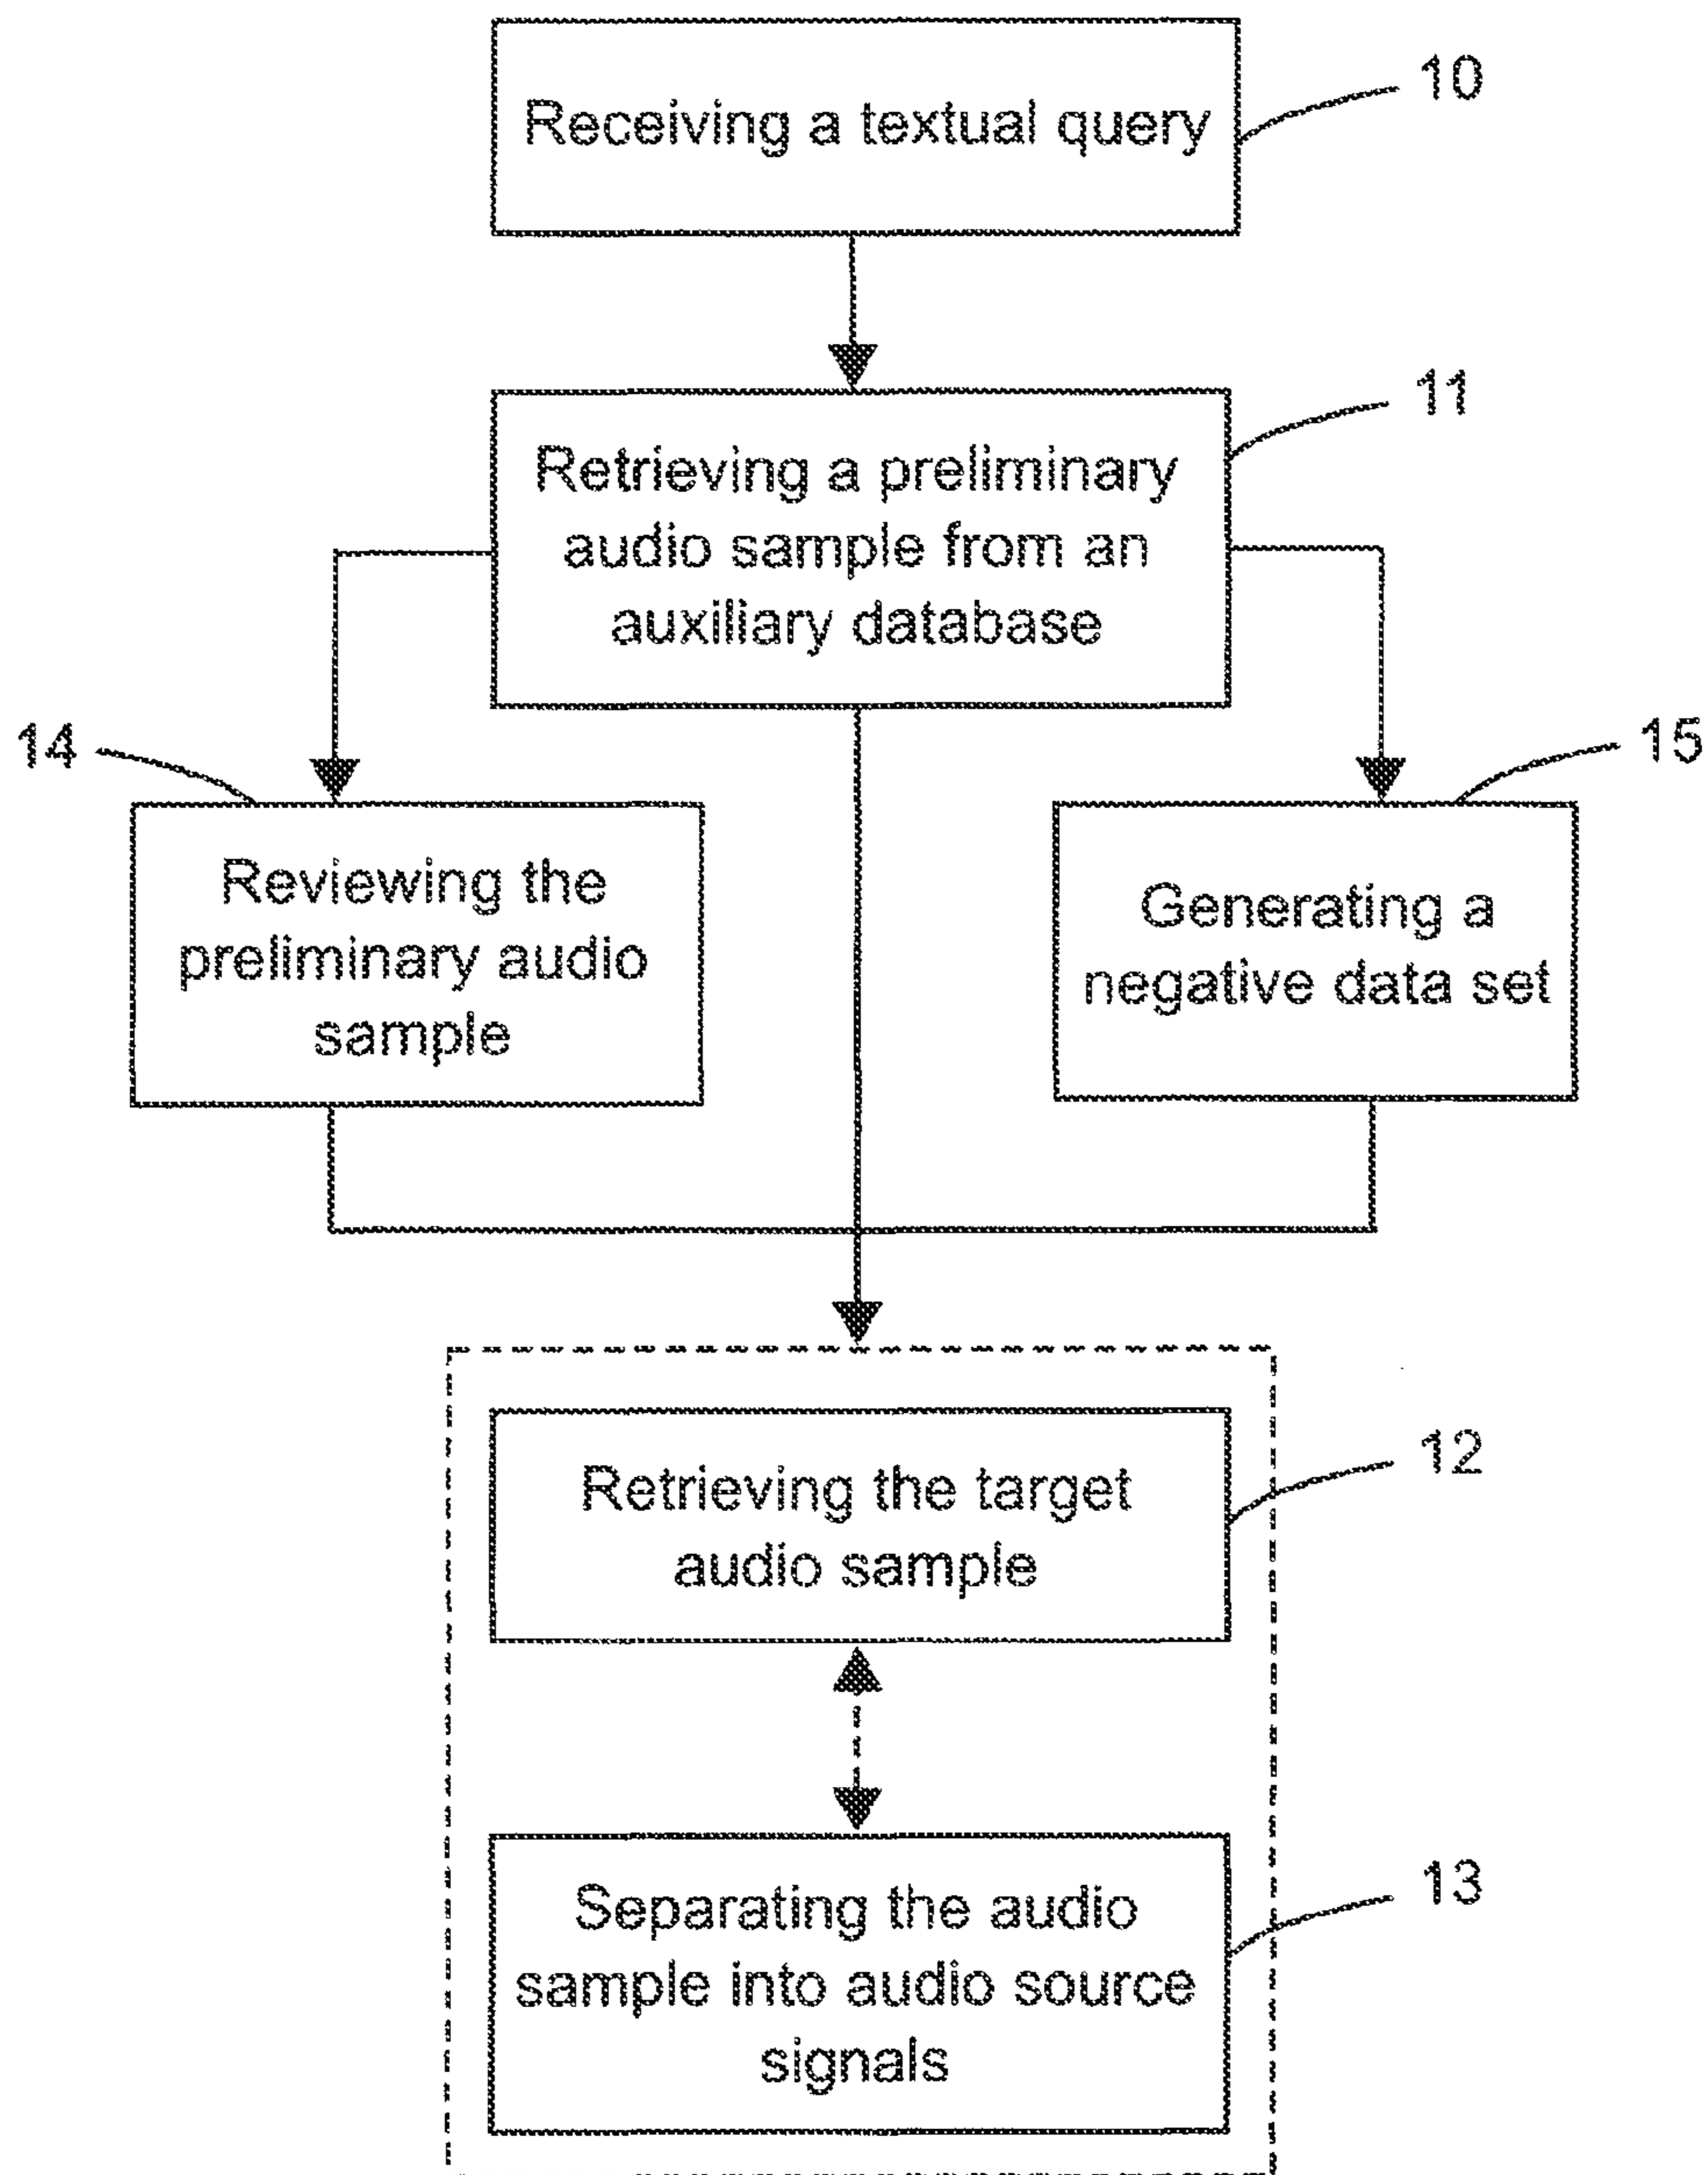 Receiving a textual query
10
Retrieving a preliminary
audio sample from an
auxiliary database
11
14
15
Reviewing the
preliminary audio
sample
Generating a
negative data set
Retrieving the target
audio sample
12
Separating the audio
sample into audio source
signals
13